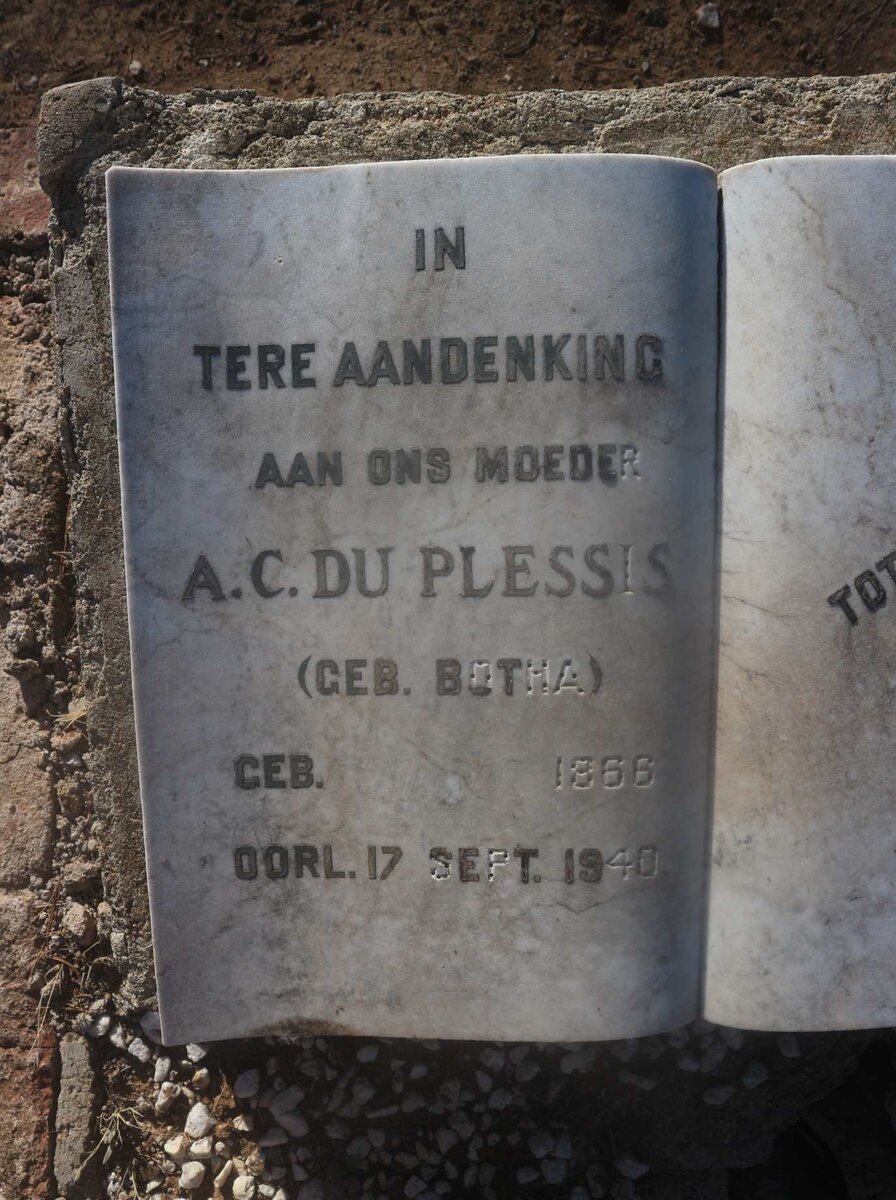 IN
TERE AANDENKING
AAN ONS MOEDER
A.C. DU PLESSIS
(GEB. BOTHA)
GEB. 1866
OORL. 17 SEPT. 1940
TOT